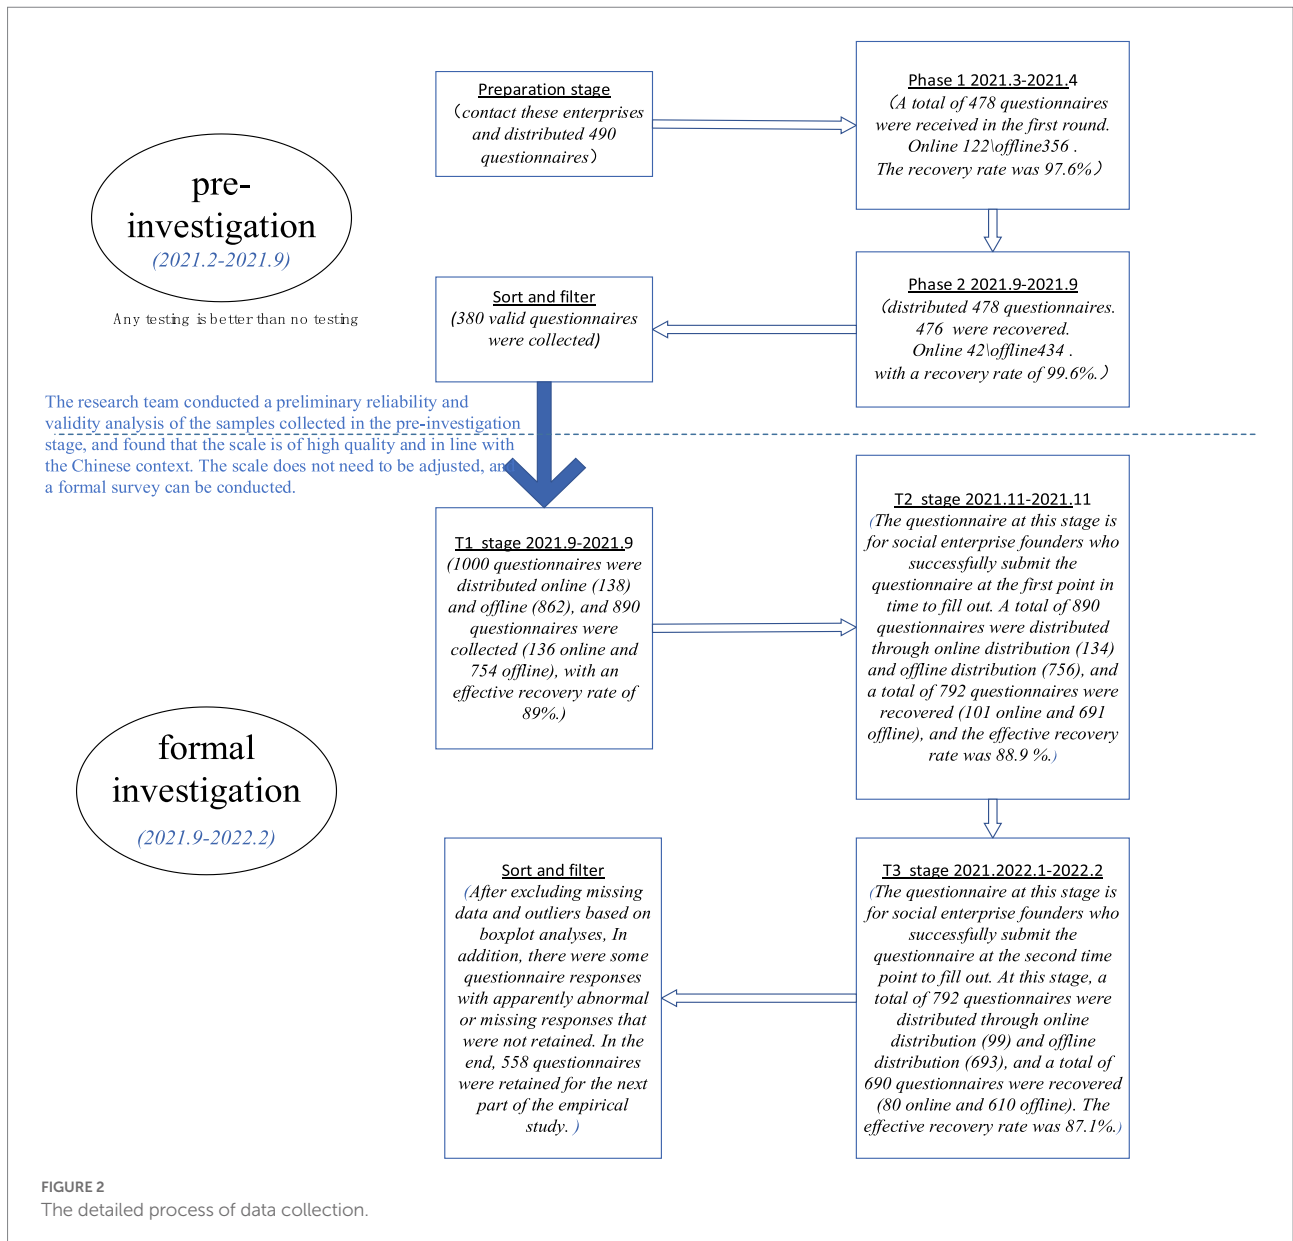 pre-
investigation
(2021.2-2021.9)
Any testing is better than no testing
Preparation stage
（contact these enterprises
and distributed 490
questionnaires）
Phase 1 2021.3-2021.4
（A total of 478 questionnaires
were received in the first round.
Online 122\offline356 .
The recovery rate was 97.6%）
Phase 2 2021.9-2021.9
（distributed 478 questionnaires.
476 were recovered.
Online 42\offline434 .
with a recovery rate of 99.6%.）
Sort and filter
(380 valid questionnaires
were collected)
The research team conducted a preliminary reliability and
validity analysis of the samples collected in the pre-investigation
stage, and found that the scale is of high quality and in line with
the Chinese context. The scale does not need to be adjusted, and
a formal survey can be conducted.
formal
investigation
(2021.9-2022.2)
T1 stage 2021.9-2021.9
(1000 questionnaires were
distributed online (138)
and offline (862), and 890
questionnaires were
collected (136 online and
754 offline), with an
effective recovery rate of
89%.)
T2 stage 2021.11-2021.11
(The questionnaire at this stage is
for social enterprise founders who
successfully submit the
questionnaire at the first point in
time to fill out. A total of 890
questionnaires were distributed
through online distribution (134)
and offline distribution (756), and
a total of 792 questionnaires were
recovered (101 online and 691
offline), and the effective recovery
rate was 88.9 %.)
T3 stage 2021.2022.1-2022.2
(The questionnaire at this stage is
for social enterprise founders who
successfully submit the
questionnaire at the second time
point to fill out. At this stage, a
total of 792 questionnaires were
distributed through online
distribution (99) and offline
distribution (693), and a total of
690 questionnaires were recovered
(80 online and 610 offline). The
effective recovery rate was 87.1%.)
Sort and filter
(After excluding missing
data and outliers based on
boxplot analyses, In
addition, there were some
questionnaire responses
with apparently abnormal
or missing responses that
were not retained. In the
end, 558 questionnaires
were retained for the next
part of the empirical
study. )
FIGURE 2
The detailed process of data collection.